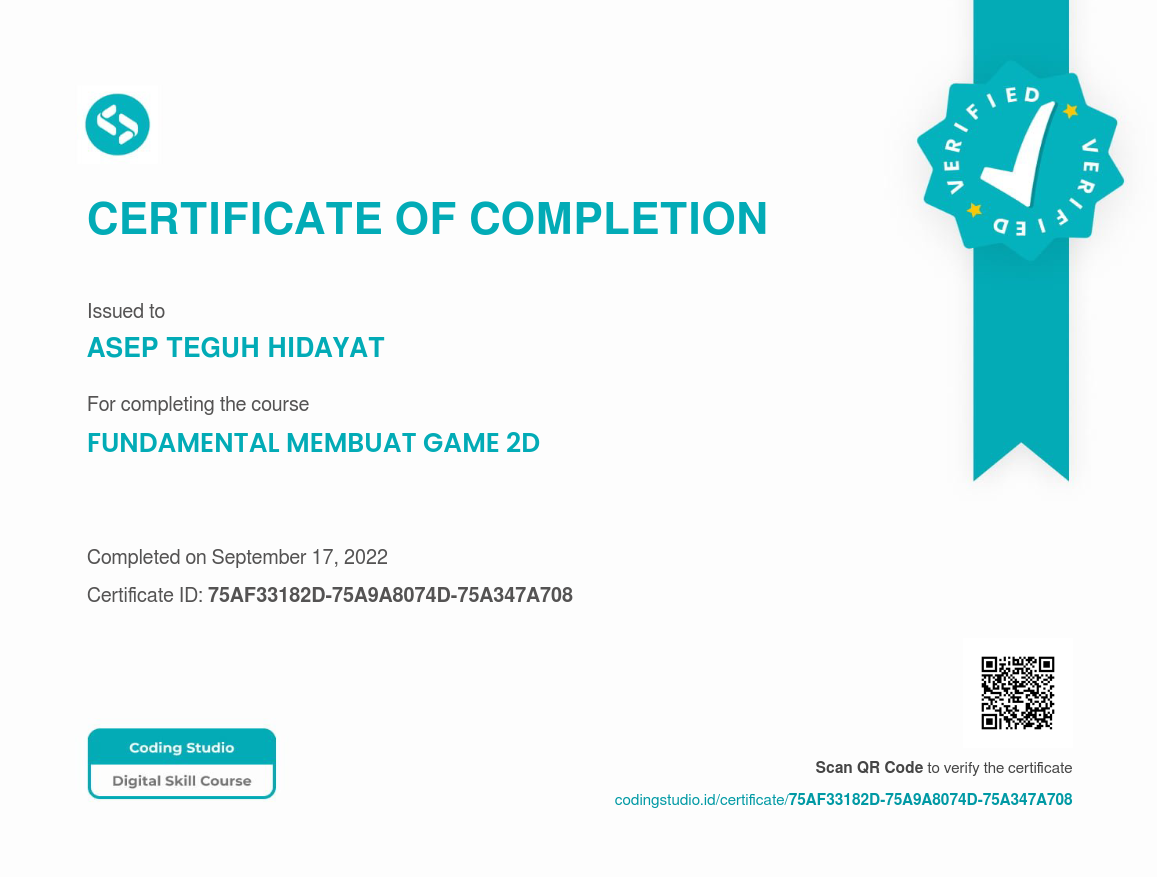 VERIFIED
VERIFIED
CERTIFICATE OF COMPLETION
Issued to
ASEP TEGUH HIDAYAT
For completing the course
FUNDAMENTAL MEMBUAT GAME 2D
Completed on September 17, 2022
Certificate ID: 75AF33182D-75A9A8074D-75A347A708
Coding Studio
Digital Skill Course
Scan QR Code to verify the certificate
codingstudio.id/certificate/75AF33182D-75A9A8074D-75A347A708